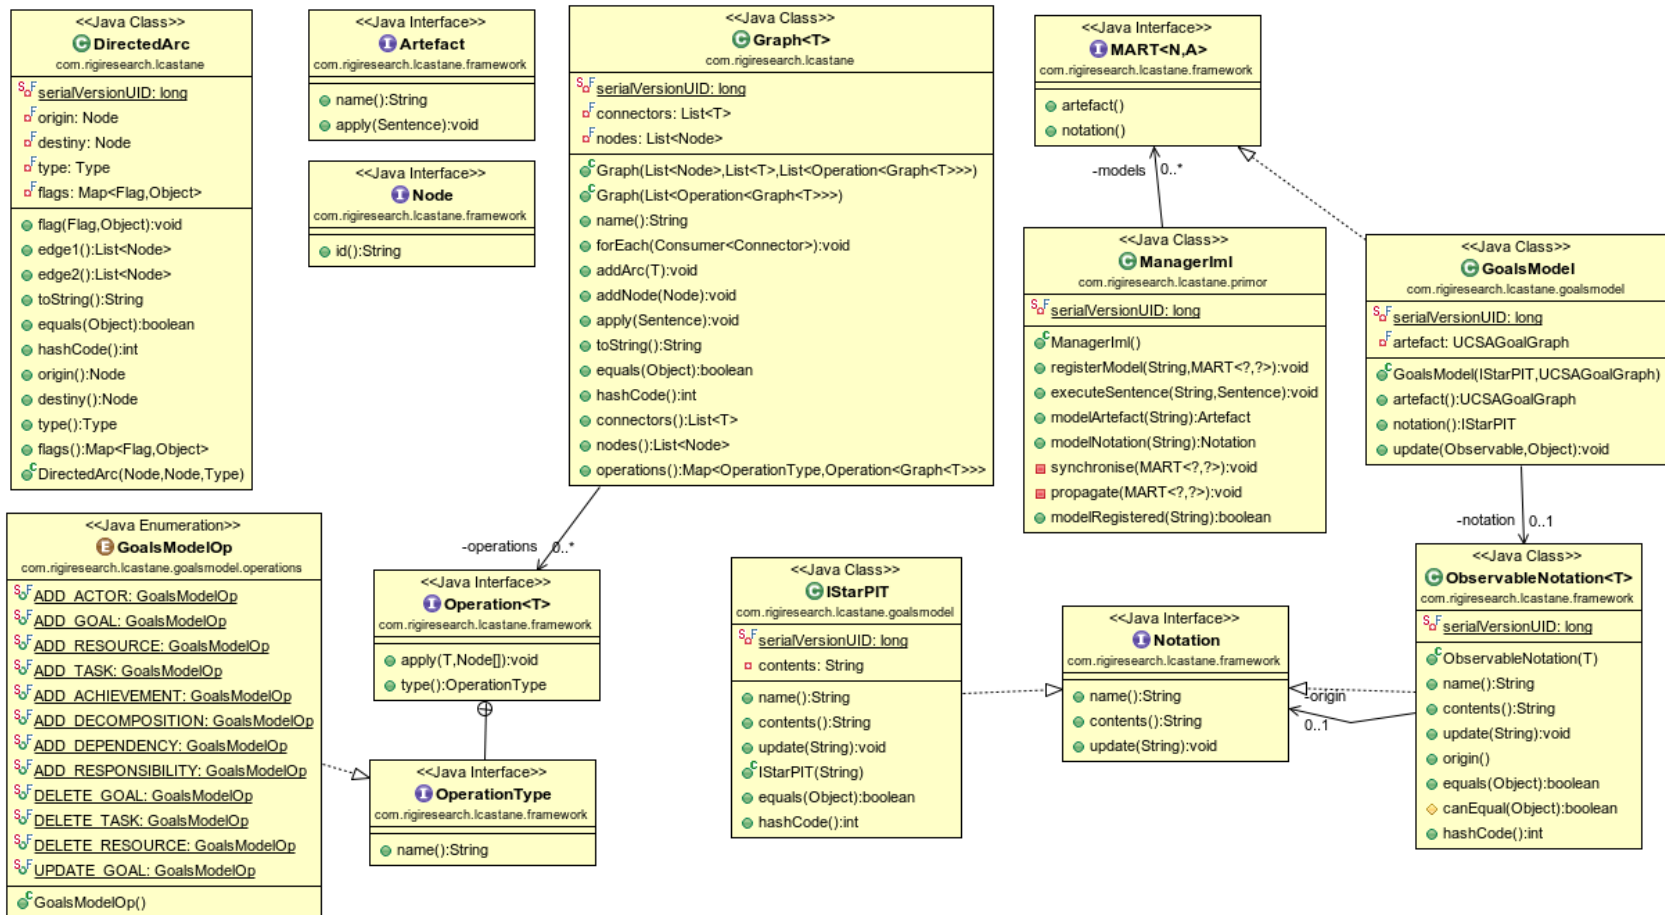 <<Java Class>>
DirectedArc
com.rigiresearch.lcastane
serialVersionUID: long
origin: Node
destiny: Node
type: Type
flags: Map<Flag,Object>
flag(Flag,Object):void
edge1():List<Node>
edge2():List<Node>
toString():String
equals(Object):boolean
hashCode():int
origin():Node
destiny():Node
type():Type
flags():Map<Flag,Object>
DirectedArc(Node,Node,Type)
<<Java Interface>>
Artefact
com.rigiresearch.lcastane.framework
name():String
apply(Sentence):void
<<Java Interface>>
Node
com.rigiresearch.lcastane.framework
id():String
<<Java Class>>
Graph<T>
com.rigiresearch.lcastane
serialVersionUID: long
connectors: List<T>
nodes: List<Node>
Graph(List<Node>,List<T>,List<Operation<Graph<T>>>)
Graph(List<Operation<Graph<T>>>)
name():String
forEach(Consumer<Connector>):void
addArc(T):void
addNode(Node):void
apply(Sentence):void
toString():String
equals(Object):boolean
hashCode():int
connectors():List<T>
nodes():List<Node>
operations():Map<OperationType,Operation<Graph<T>>>
<<Java Interface>>
MART<N,A>
com.rigiresearch.lcastane.framework
artefact()
notation()
-models
0..*
<<Java Class>>
ManagerIml
com.rigiresearch.lcastane.primor
serialVersionUID: long
ManagerIml()
registerModel(String,MART<?,?>):void
executeSentence(String,Sentence):void
modelArtefact(String):Artefact
modelNotation(String):Notation
synchronise(MART<?,?>):void
propagate(MART<?,?>):void
modelRegistered(String):boolean
<<Java Class>>
GoalsModel
com.rigiresearch.lcastane.goalsmodel
serialVersionUID: long
artefact: UCSAGoalGraph
GoalsModel(IStarPIT,UCSAGoalGraph)
artefact():UCSAGoalGraph
notation():IStarPIT
update(Observable,Object):void
-notation
0..1
<<Java Enumeration>>
GoalsModelOp
com.rigiresearch.lcastane.goalsmodel.operations
ADD_ACTOR: GoalsModelOp
ADD_GOAL: GoalsModelOp
ADD_RESOURCE: GoalsModelOp
ADD_TASK: GoalsModelOp
ADD_ACHIEVEMENT: GoalsModelOp
ADD_DECOMPOSITION: GoalsModelOp
ADD_DEPENDENCY: GoalsModelOp
ADD_RESPONSIBILITY: GoalsModelOp
DELETE_GOAL: GoalsModelOp
DELETE_TASK: GoalsModelOp
DELETE_RESOURCE: GoalsModelOp
UPDATE_GOAL: GoalsModelOp
GoalsModelOp()
-operations
0..*
<<Java Interface>>
Operation<T>
com.rigiresearch.lcastane.framework
apply(T,Node[]):void
type():OperationType
<<Java Interface>>
OperationType
com.rigiresearch.lcastane.framework
name():String
<<Java Class>>
IStarPIT
com.rigiresearch.lcastane.goalsmodel
serialVersionUID: long
contents: String
name():String
contents():String
update(String):void
IStarPIT(String)
equals(Object):boolean
hashCode():int
<<Java Interface>>
Notation
com.rigiresearch.lcastane.framework
name():String
contents():String
update(String):void
-origin
0..1
<<Java Class>>
ObservableNotation<T>
com.rigiresearch.lcastane.framework
serialVersionUID: long
ObservableNotation(T)
name():String
contents():String
update(String):void
origin()
equals(Object):boolean
canEqual(Object):boolean
hashCode():int